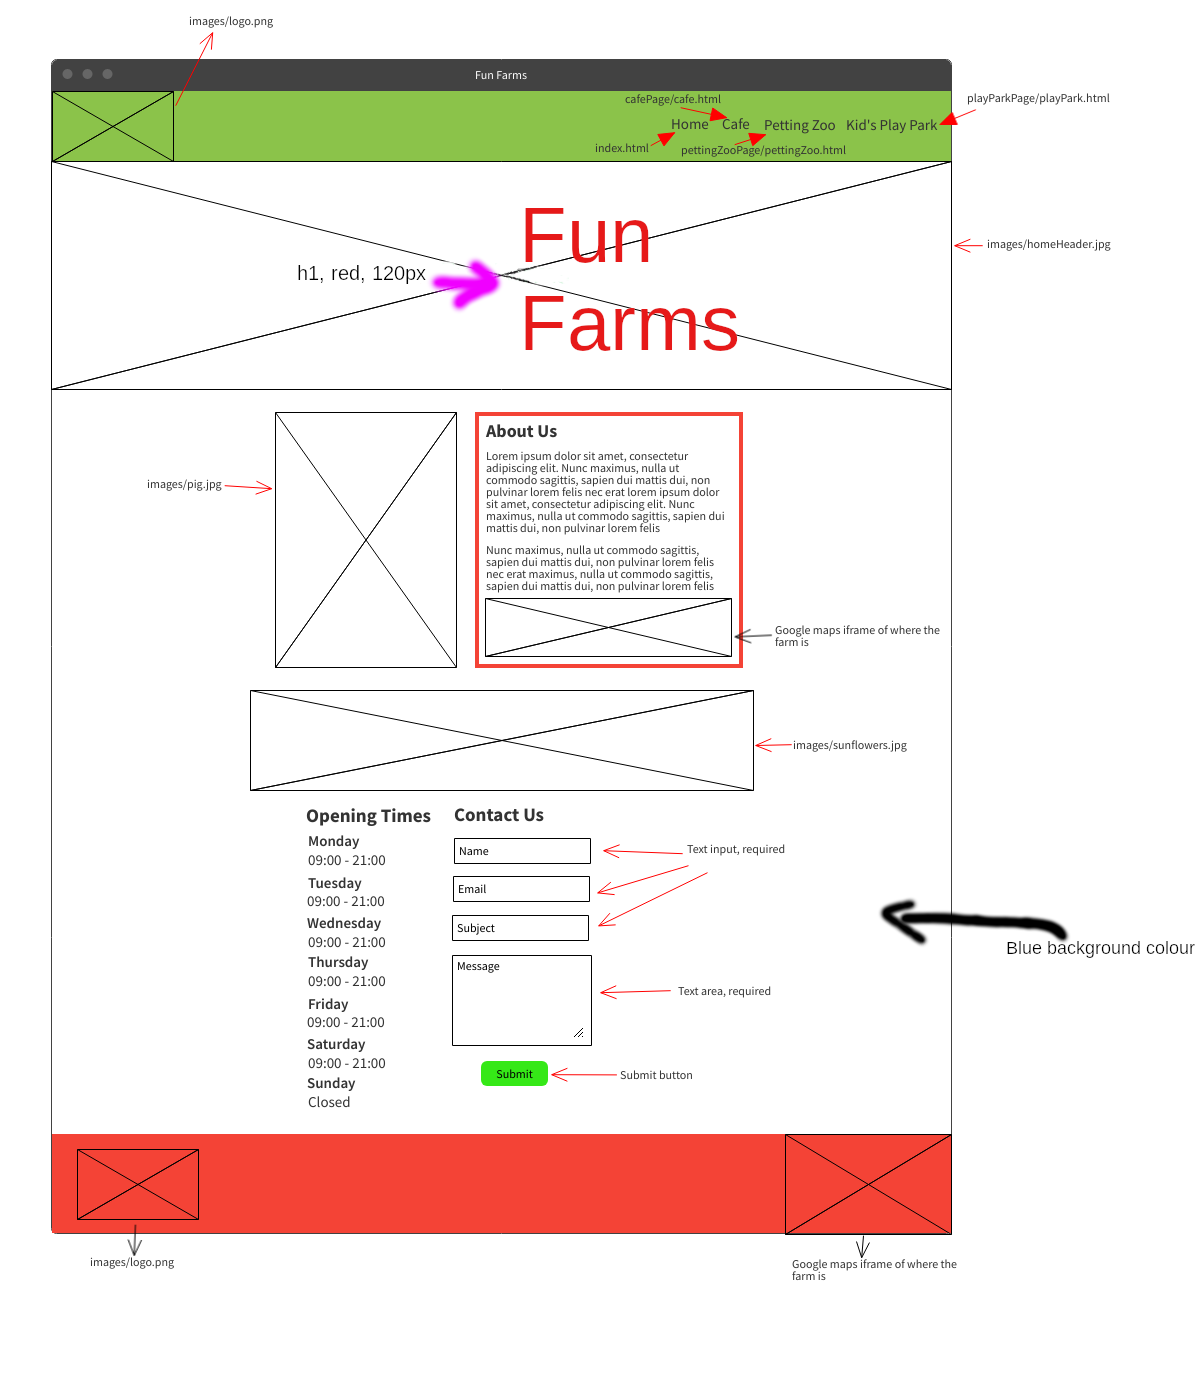 images/logo.png
Fun Farms
cafePage/cafe.html
playParkPage/playPark.html
Home Cafe Petting Zoo Kid's Play Park
index.html
pettingZooPage/pettingZoo.html
Fun
Farms
h1, red, 120px
images/homeHeader.jpg
images/pig.jpg
About Us
Lorem ipsum dolor sit amet, consectetur
adipiscing elit. Nunc maximus, nulla ut
commodo sagittis, sapien dui mattis dui, non
pulvinar lorem felis nec erat lorem ipsum dolor
sit amet, consectetur adipiscing elit. Nunc
maximus, nulla ut commodo sagittis, sapien dui
mattis dui, non pulvinar lorem felis
Nunc maximus, nulla ut commodo sagittis,
sapien dui mattis dui, non pulvinar lorem felis
nec erat maximus, nulla ut commodo sagittis,
sapien dui mattis dui, non pulvinar lorem felis
Google maps iframe of where the
farm is
images/sunflowers.jpg
Opening Times
Monday
09:00 - 21:00
Tuesday
09:00 - 21:00
Wednesday
09:00 - 21:00
Thursday
09:00 - 21:00
Friday
09:00 - 21:00
Saturday
09:00 - 21:00
Sunday
Closed
Contact Us
Name
Email
Subject
Message
Submit
Text input, required
Text area, required
Submit button
Blue background colour
images/logo.png
Google maps iframe of where the
farm is